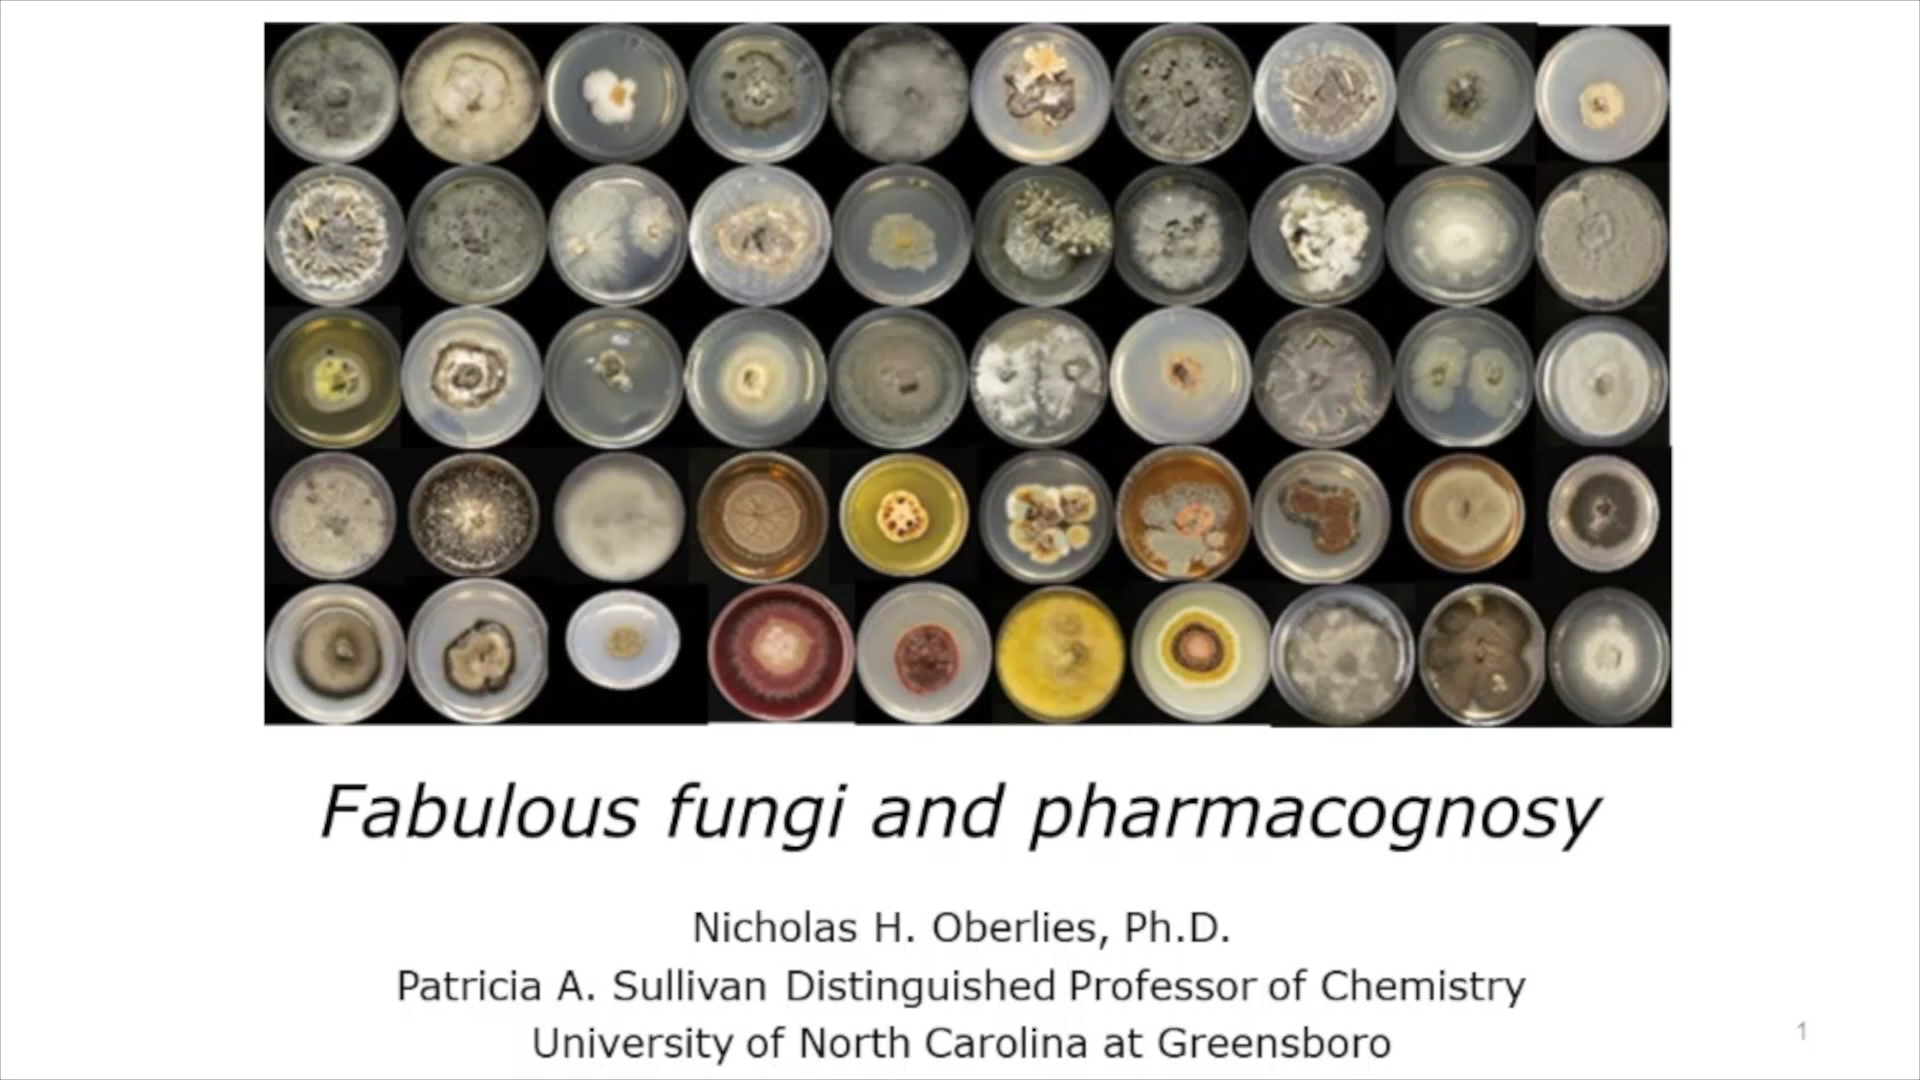 Fabulous fungi and pharmacognosy
Nicholas H. Oberlies, Ph.D.
Patricia A. Sullivan Distinguished Professor of Chemistry
University of North Carolina at Greensboro
1